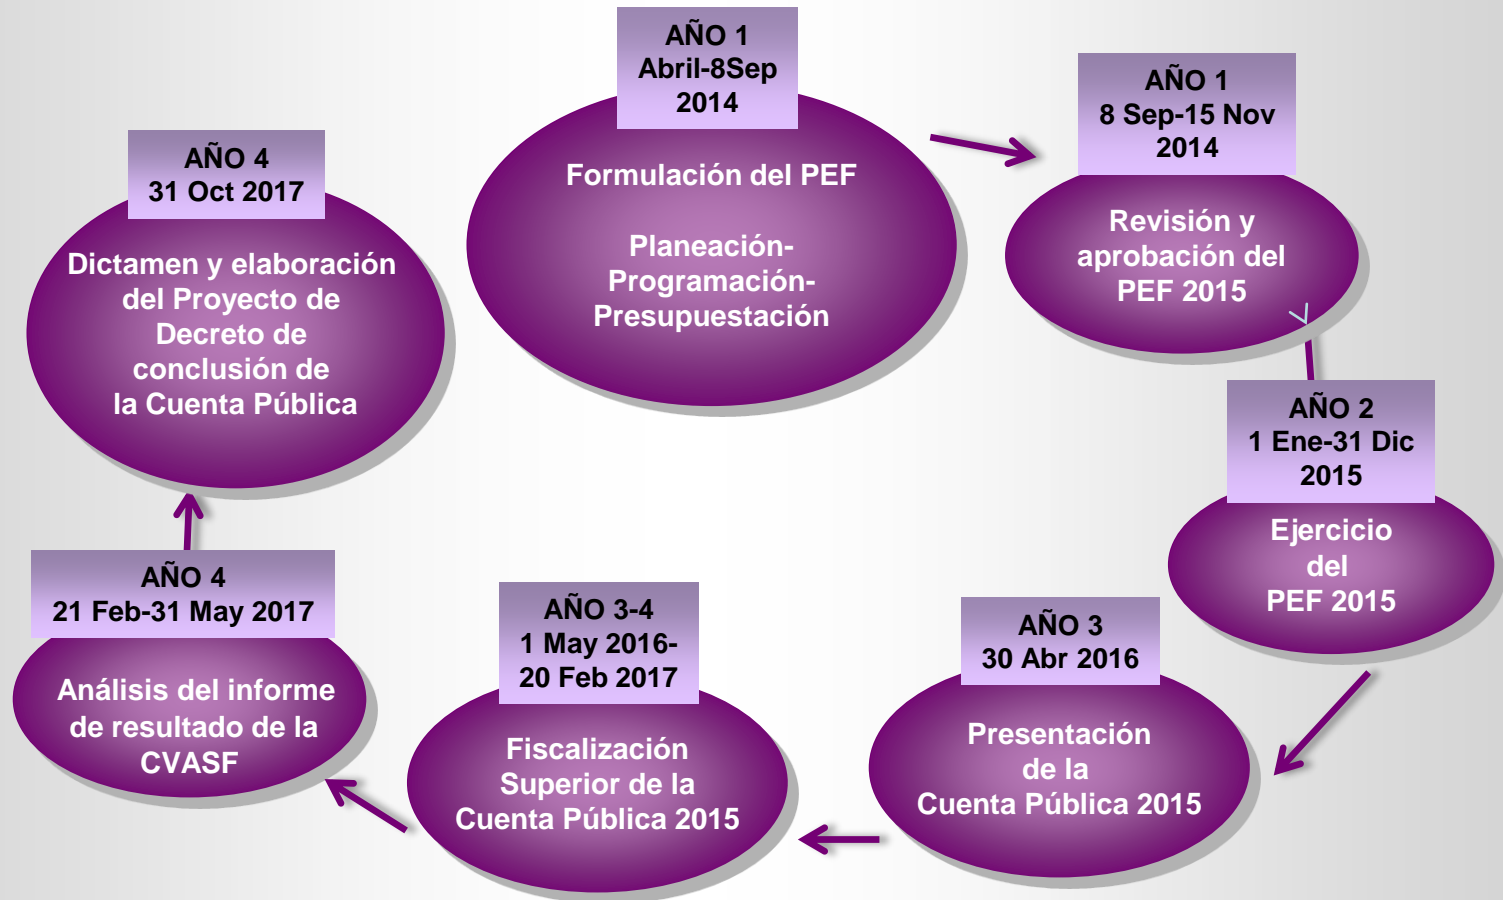 AÑO 1
Abril-8Sep
2014
Formulación del PEF
Planeación-
Programación-
Presupuestación
AÑO 1
8 Sep-15 Nov
2014
Revisión y
aprobación del
PEF 2015
AÑO 2
1 Ene-31 Dic
2015
Ejercicio
del
PEF 2015
AÑO 3
30 Abr 2016
Presentación
de la
Cuenta Pública 2015
AÑO 3-4
1 May 2016-
20 Feb 2017
Fiscalización
Superior de la
Cuenta Pública 2015
AÑO 4
21 Feb-31 May 2017
Análisis del informe
de resultado de la
CVASF
AÑO 4
31 Oct 2017
Dictamen y elaboración
del Proyecto de
Decreto de
conclusión de
la Cuenta Pública